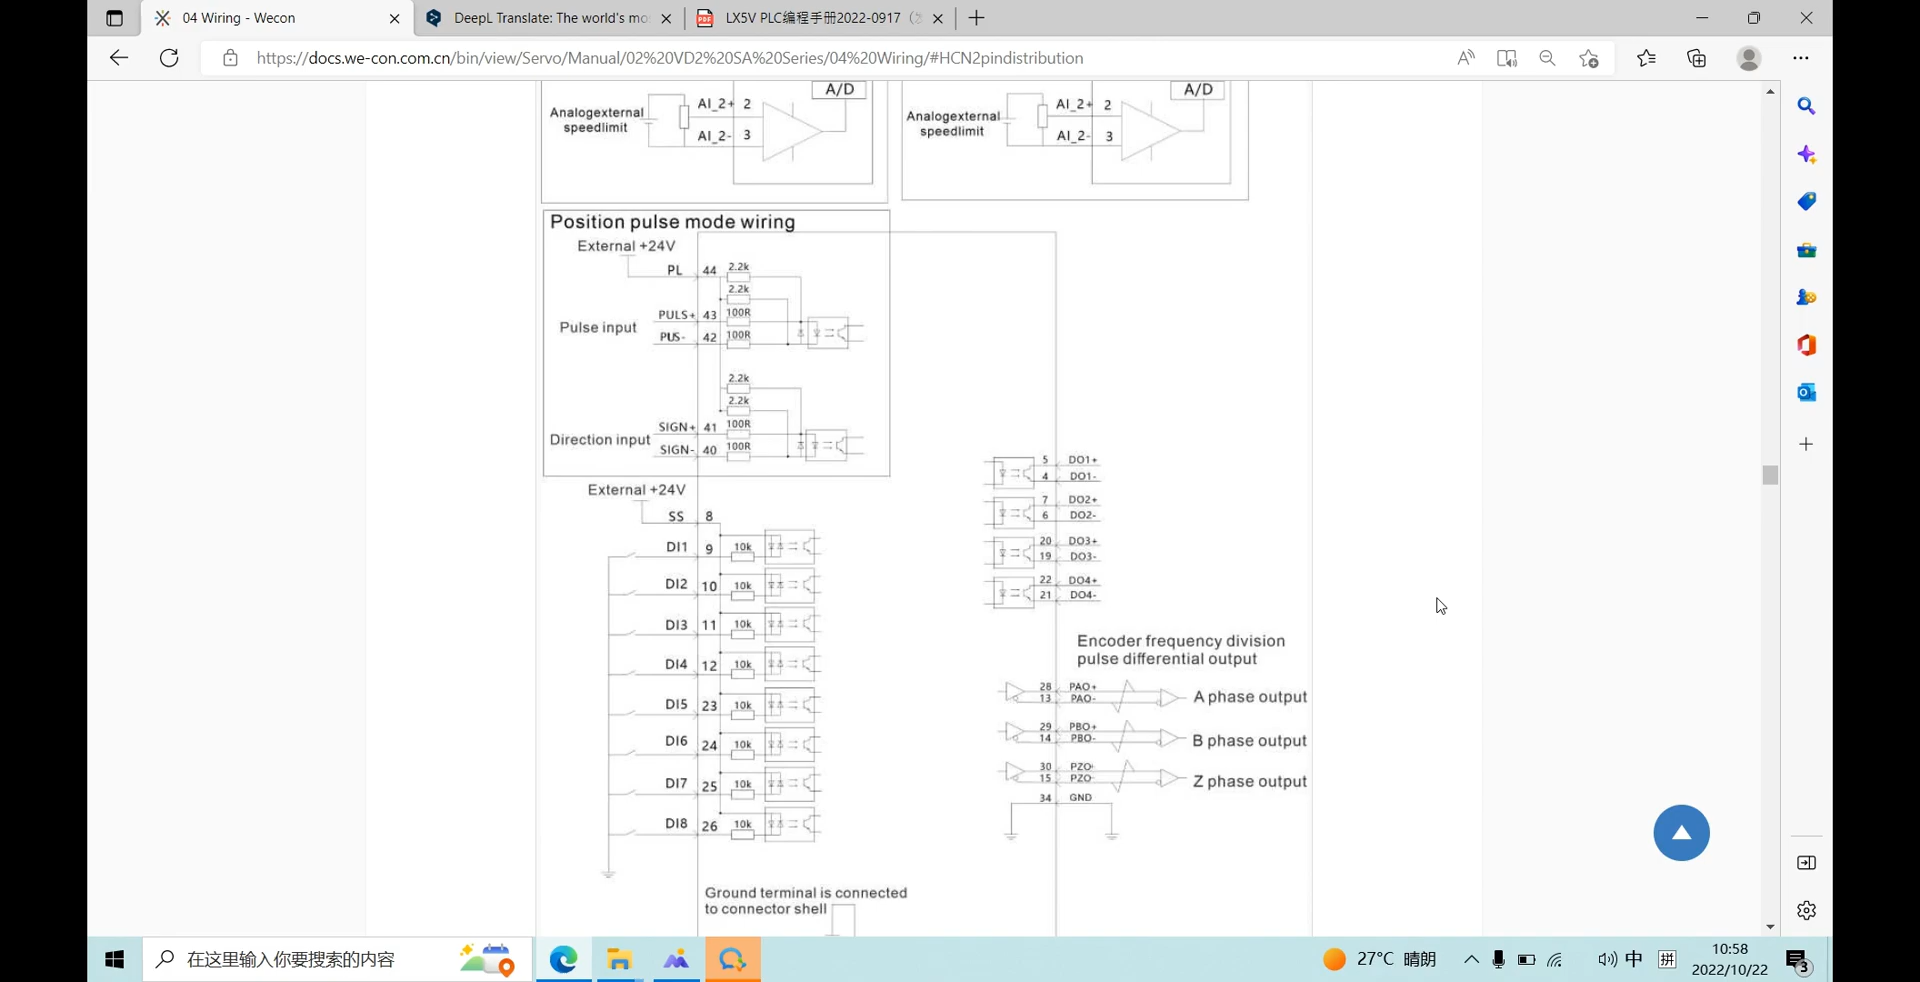 04 Wiring - Wecon
DeepL Translate: The world's mo
LX5V PLC编程手册2022-0917
https://docs.we-con.com.cn/bin/view/Servo/Manual/02%20VD2%20SA%20Series/04%20Wiring/#HCN2pindistribution
A/D
Analogexternal
speedlimit
AI_2+ 2
AI_2- 3
A/D
Analogexternal
speedlimit
AI_2+ 2
AI_2- 3
Position pulse mode wiring
External +24V
PL 44 2.2k
2.2k
PULS+ 43 100R
Pulse input
PUS- 42 100R
2.2k
2.2k
SIGN+ 41 100R
Direction input
SIGN- 40 100R
External +24V
SS 8
DI1 9 10k
DI2 10 10k
DI3 11 10k
DI4 12 10k
DI5 23 10k
DI6 24 10k
DI7 25 10k
DI8 26 10k
5 DO1+
4 DO1-
7 DO2+
6 DO2-
20 DO3+
19 DO3-
22 DO4+
21 DO4-
Encoder frequency division
pulse differential output
28 PAO+
13 PAO-
A phase output
29 PBO+
14 PBO-
B phase output
30 PZO+
15 PZO-
Z phase output
34 GND
Ground terminal is connected
to connector shell
在这里输入你要搜索的内容
27°C 晴朗
中
拼
10:58
2022/10/22
3